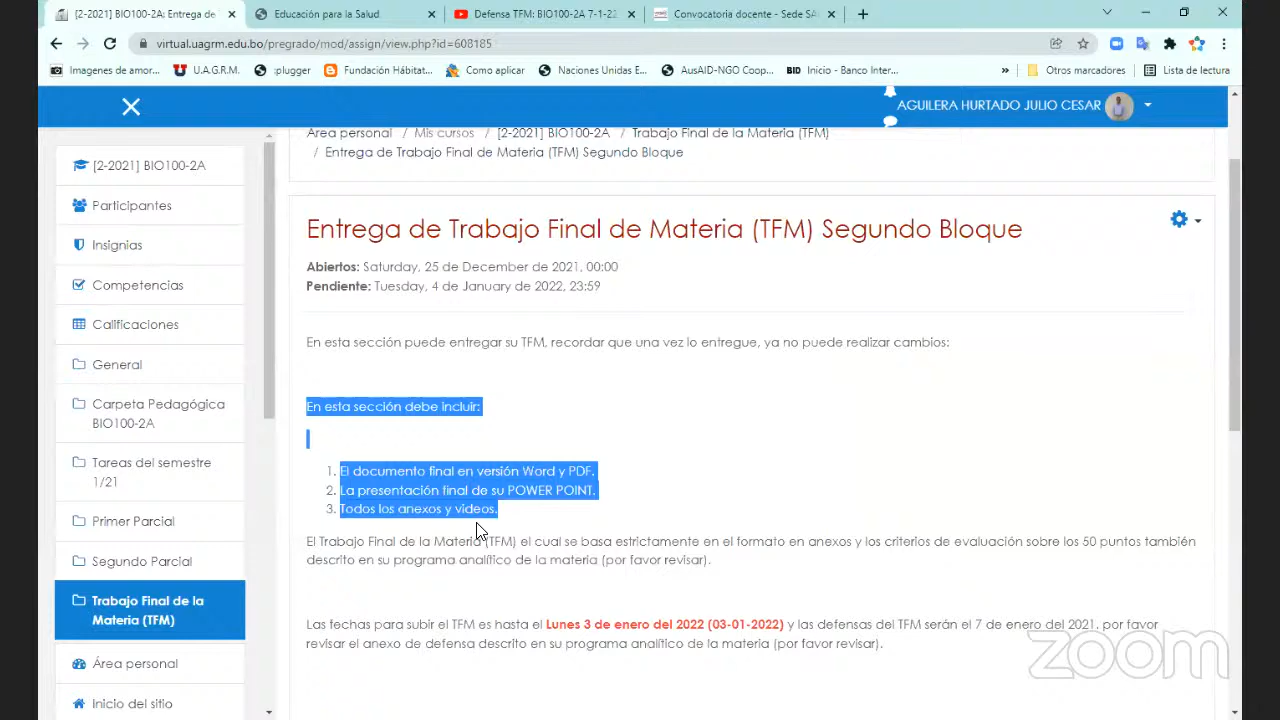 [2-2021] BIO100-2A: Entrega de
Educación para la Salud
Defensa TFM: BIO100-2A 7-1-22
Convocatoria docente - Sede SA
virtual.uagrm.edu.bo/pregrado/mod/assign/view.php?id=608185
Imagenes de amor...
U.A.G.R.M.
:plugger
Fundación Hábitat...
Como aplicar
Naciones Unidas E...
AusAID-NGO Coop...
BID Inicio - Banco Inter...
»
Otros marcadores
Lista de lectura
AGUILERA HURTADO JULIO CESAR
Área personal / Mis cursos / [2-2021] BIO100-2A / Trabajo Final de la Materia (TFM)
/ Entrega de Trabajo Final de Materia (TFM) Segundo Bloque
[2-2021] BIO100-2A
Participantes
Insignias
Competencias
Calificaciones
General
Carpeta Pedagógica
BIO100-2A
Tareas del semestre
1/21
Primer Parcial
Segundo Parcial
Trabajo Final de la
Materia (TFM)
Área personal
Inicio del sitio
Entrega de Trabajo Final de Materia (TFM) Segundo Bloque
Abiertos: Saturday, 25 de December de 2021, 00:00
Pendiente: Tuesday, 4 de January de 2022, 23:59
En esta sección puede entregar su TFM, recordar que una vez lo entregue, ya no puede realizar cambios:
En esta sección debe incluir:
1. El documento final en versión Word y PDF.
2. La presentación final de su POWER POINT.
3. Todos los anexos y videos.
El Trabajo Final de la Materia (TFM) el cual se basa estrictamente en el formato en anexos y los criterios de evaluación sobre los 50 puntos también
descrito en su programa analítico de la materia (por favor revisar).
Las fechas para subir el TFM es hasta el Lunes 3 de enero del 2022 (03-01-2022) y las defensas del TFM serán el 7 de enero del 2021, por favor
revisar el anexo de defensa descrito en su programa analítico de la materia (por favor revisar).
zoom